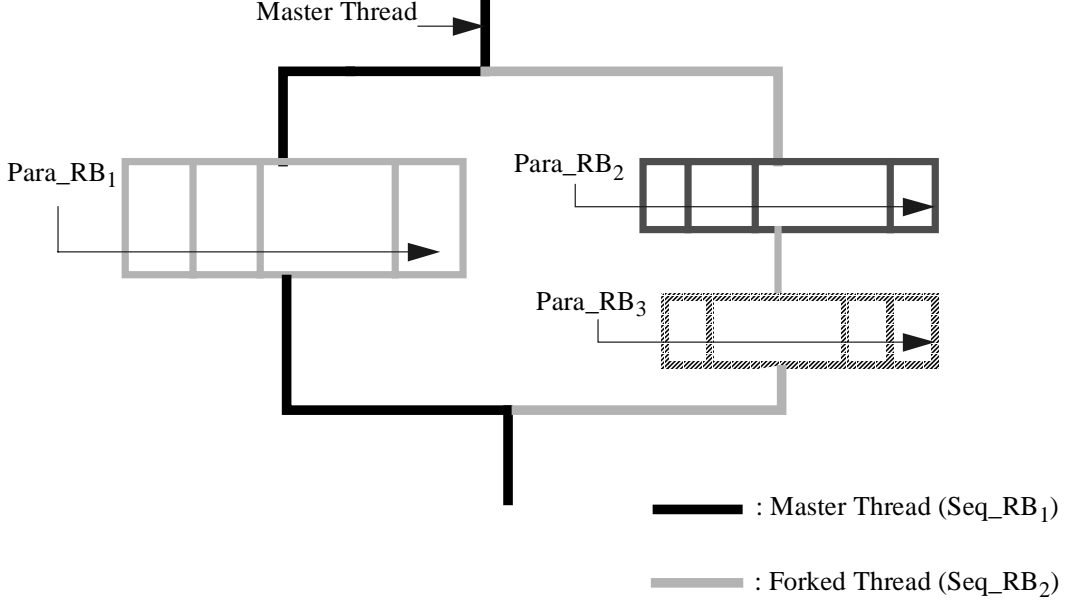 Master Thread
Para_RB1
Para_RB2
Para_RB3
: Master Thread (Seq_RB1)
: Forked Thread (Seq_RB2)